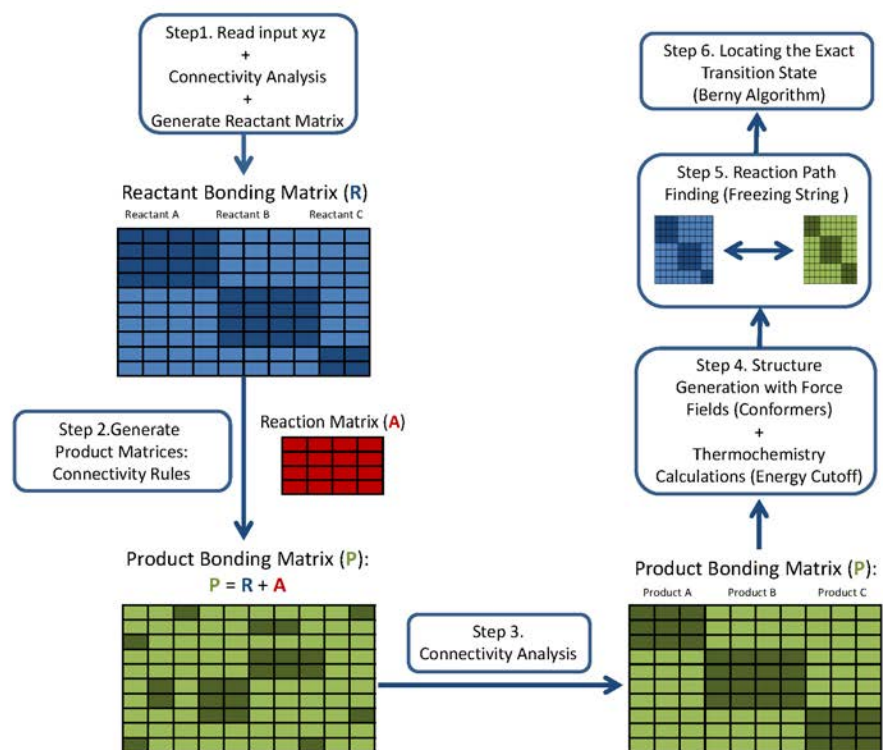 Step1. Read input xyz
+
Connectivity Analysis
+
Generate Reactant Matrix
Reactant Bonding Matrix (R)
Reactant A Reactant B Reactant C
Step 2.Generate
Product Matrices:
Connectivity Rules
Reaction Matrix (A)
Product Bonding Matrix (P):
P = R + A
Step 3.
Connectivity Analysis
Product Bonding Matrix (P):
Product A Product B Product C
Step 4. Structure
Generation with Force
Fields (Conformers)
+
Thermochemistry
Calculations (Energy Cutoff)
Step 5. Reaction Path
Finding (Freezing String )
Step 6. Locating the Exact
Transition State
(Berny Algorithm)